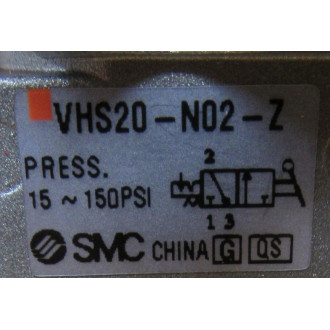 VHS20-N02-Z
PRESS. 2
15 ~ 150PSI
1 3
SMC CHINA G QS